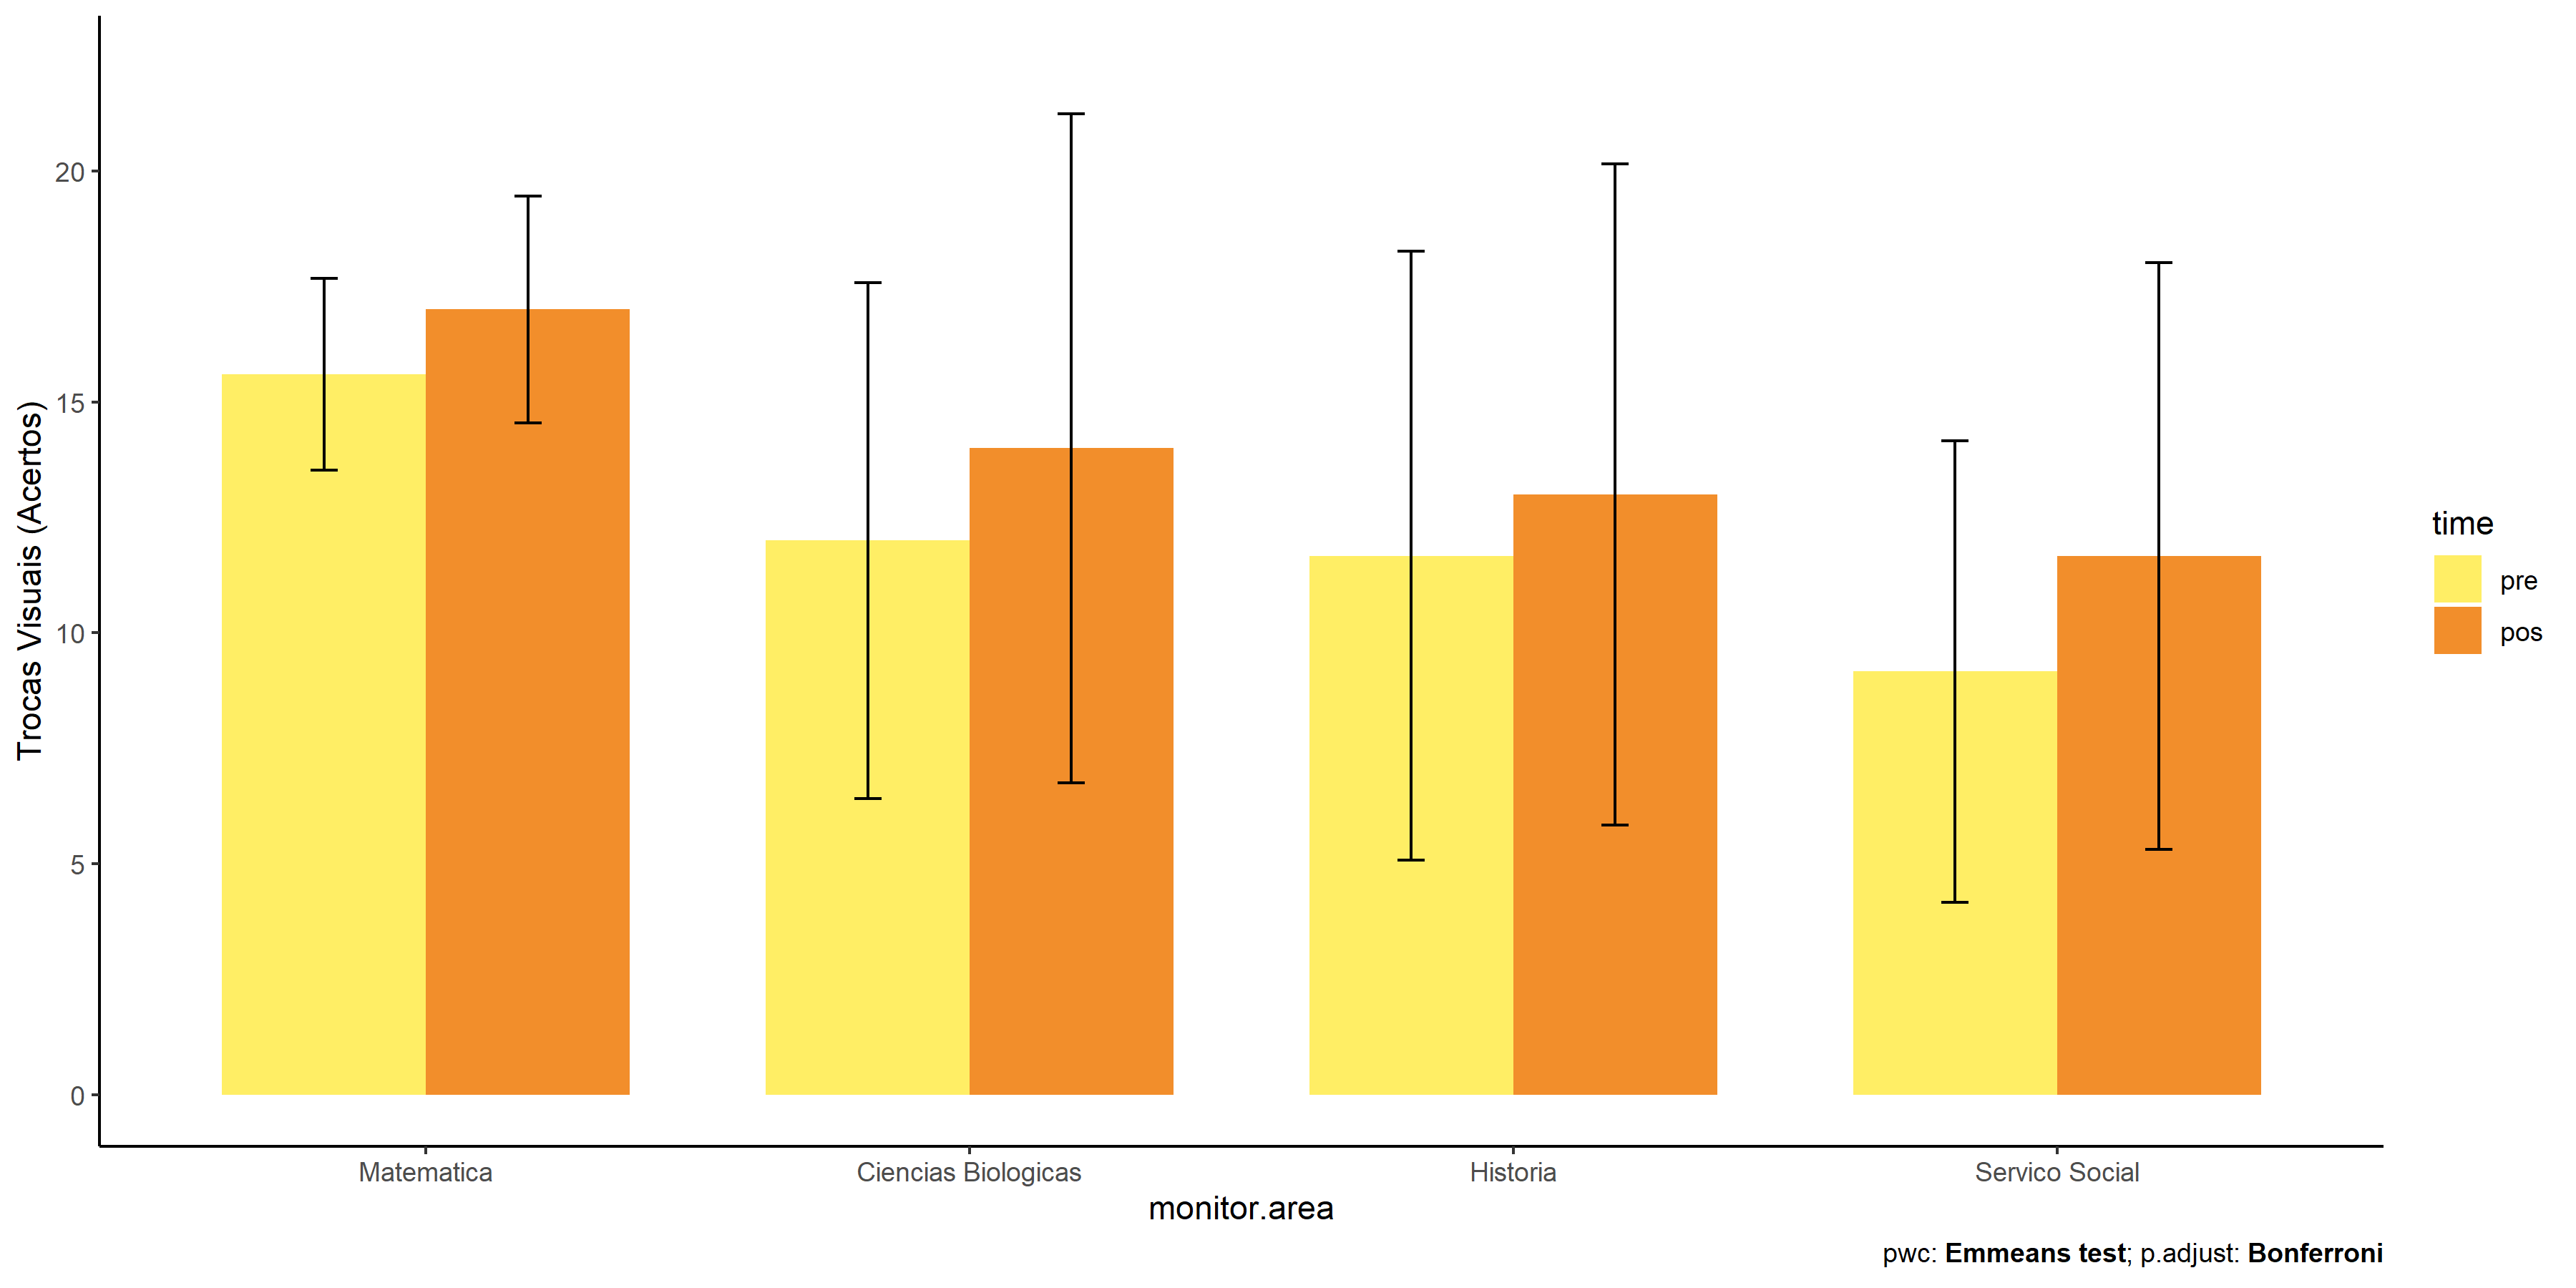 Trocas Visuais (Acertos)
20
15
10
5
0
Matematica
Ciencias Biologicas
Historia
Servico Social
monitor.area
time
pre
pos
pwc: Emmeans test; p.adjust: Bonferroni